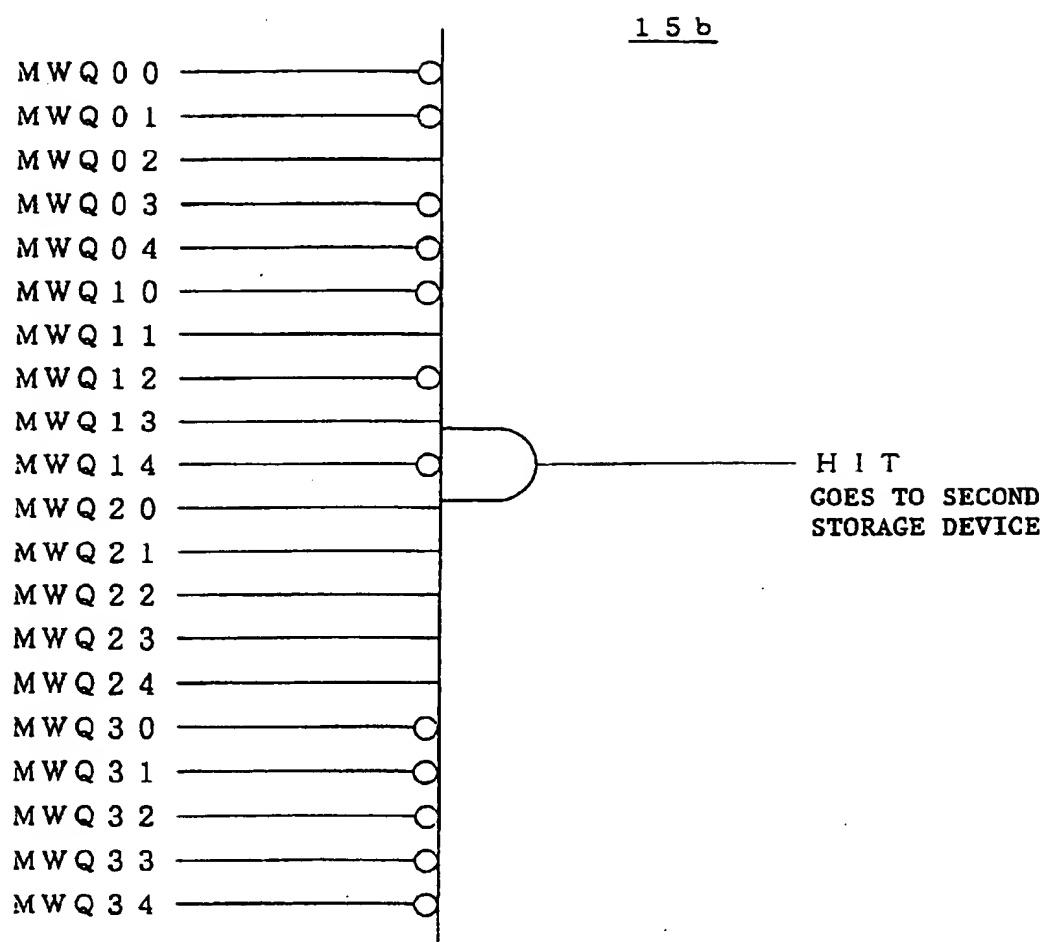 15b
MWQ00
MWQ01
MWQ02
MWQ03
MWQ04
MWQ10
MWQ11
MWQ12
MWQ13
MWQ14
MWQ20
MWQ21
MWQ22
MWQ23
MWQ24
MWQ30
MWQ31
MWQ32
MWQ33
MWQ34
HIT
GOES TO SECOND
STORAGE DEVICE